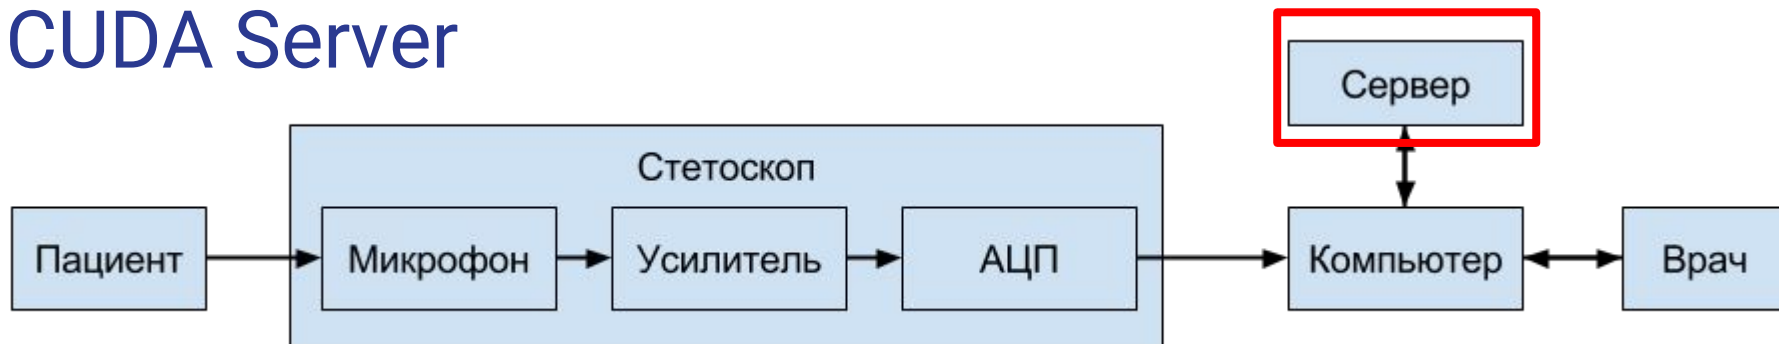 CUDA Server
Сервер
Стетоскоп
Пациент
Микрофон
Усилитель
АЦП
Компьютер
Врач